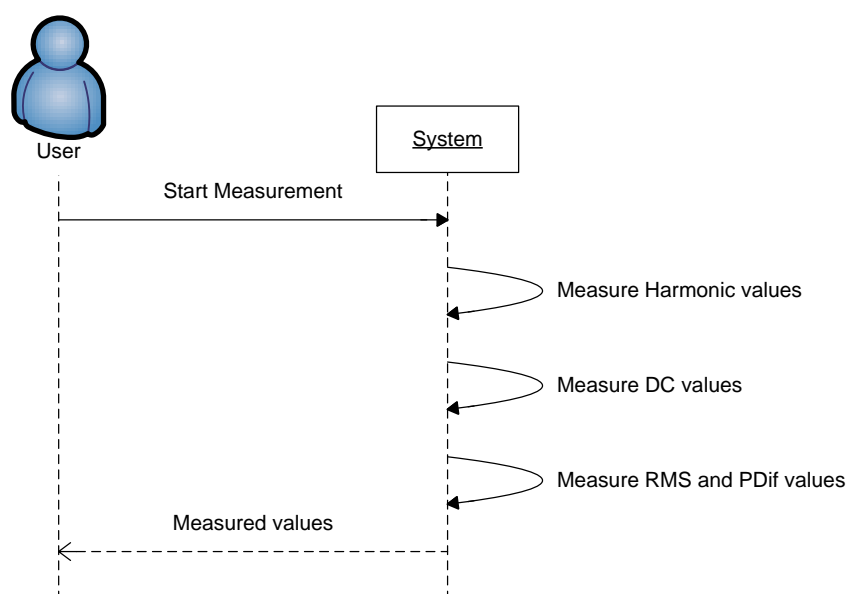 User
System
Start Measurement
Measure Harmonic values
Measure DC values
Measure RMS and PDif values
Measured values